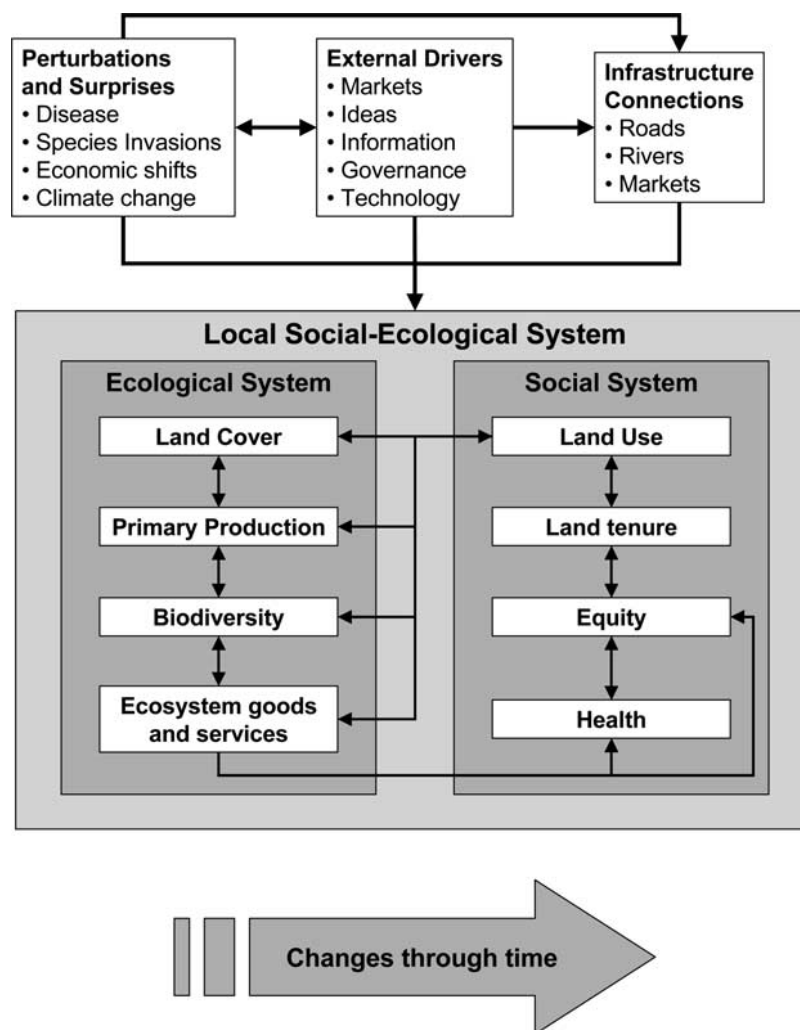 Perturbations
and Surprises
• Disease
• Species Invasions
• Economic shifts
• Climate change
External Drivers
• Markets
• Ideas
• Information
• Governance
• Technology
Infrastructure
Connections
• Roads
• Rivers
• Markets
Local Social-Ecological System
Ecological System
Land Cover
Primary Production
Biodiversity
Ecosystem goods
and services
Social System
Land Use
Land tenure
Equity
Health
Changes through time